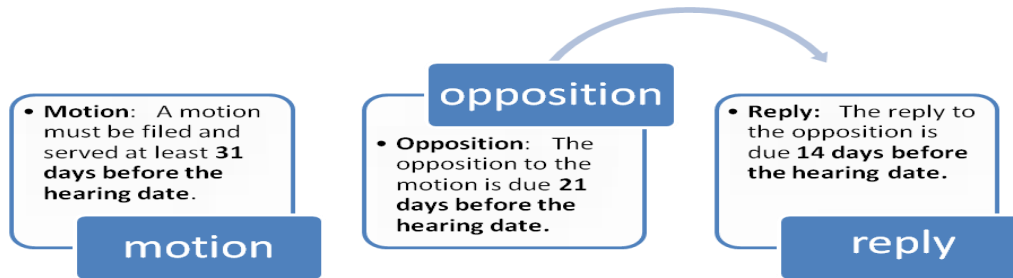 • Motion: A motion
must be filed and
served at least 31
days before the
hearing date.
motion
opposition
• Opposition: The
opposition to the
motion is due 21
days before the
hearing date.
• Reply: The reply to
the opposition is
due 14 days before
the hearing date.
reply